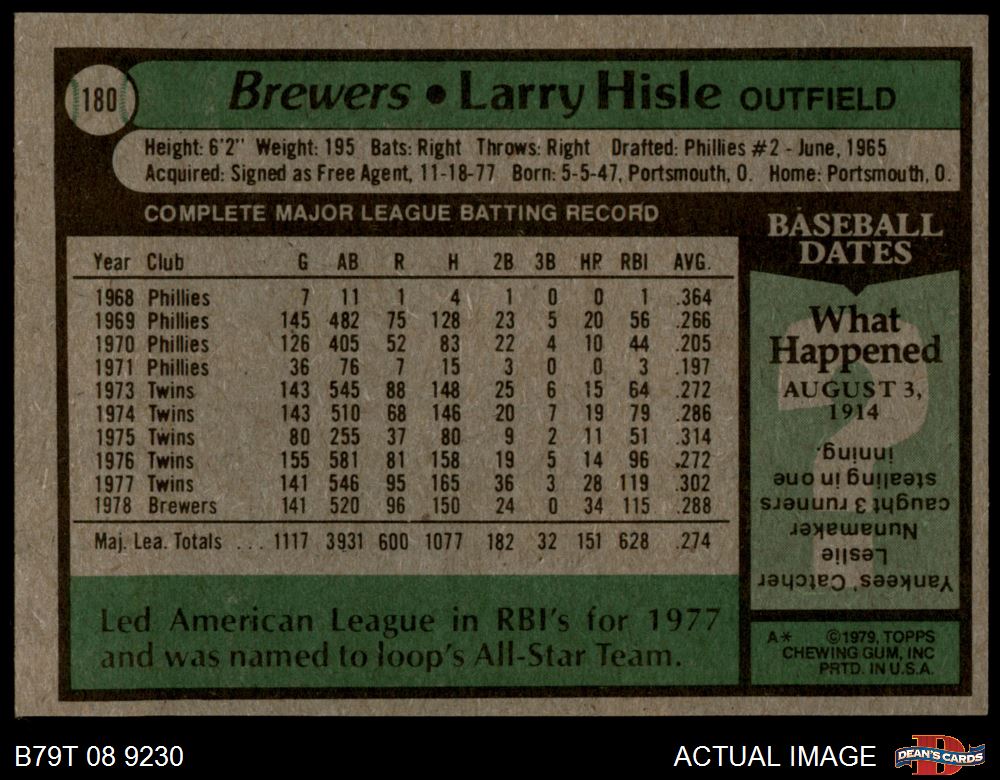 180
Brewers • Larry Hisle OUTFIELD
Height: 6'2" Weight: 195 Bats: Right Throws: Right Drafted: Phillies #2 - June, 1965
Acquired: Signed as Free Agent, 11-18-77 Born: 5-5-47, Portsmouth, O. Home: Portsmouth, O.
COMPLETE MAJOR LEAGUE BATTING RECORD
Year Club G AB R H 2B 3B HR RBI AVG.
1968 Phillies 7 11 1 4 1 0 0 1 .364
1969 Phillies 145 482 75 128 23 5 20 56 .266
1970 Phillies 126 405 52 83 22 4 10 44 .205
1971 Phillies 36 76 7 15 3 0 0 3 .197
1973 Twins 143 545 88 148 25 6 15 64 .272
1974 Twins 143 510 68 146 20 7 19 79 .286
1975 Twins 80 255 37 80 9 2 11 51 .314
1976 Twins 155 581 81 158 19 5 14 96 .272
1977 Twins 141 546 95 165 36 3 28 119 .302
1978 Brewers 141 520 96 150 24 0 34 115 .288
Maj. Lea. Totals ... 1117 3931 600 1077 182 32 151 628 .274
Led American League in RBI's for 1977
and was named to loop's All-Star Team.
BASEBALL
DATES
What
Happened
AUGUST 3,
1914
Yankees' Catcher
Leslie
Nunamaker
caught 3 runners
stealing in one
inning.
A* ©1979, TOPPS
CHEWING GUM, INC
PRTD. IN U.S.A.
B79T 08 9230
ACTUAL IMAGE
DEAN'S CARDS